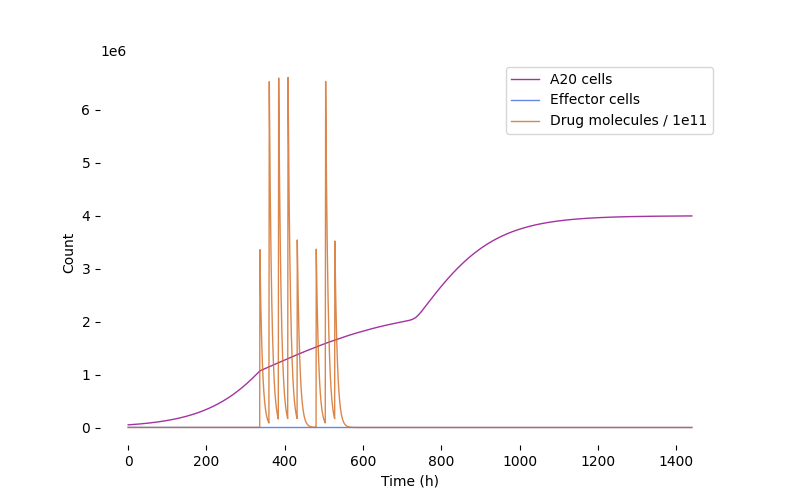 1e6
A20 cells
Effector cells
Drug molecules / 1e11
6
5
4
3
2
1
0
Count
0 200 400 600 800 1000 1200 1400
Time (h)